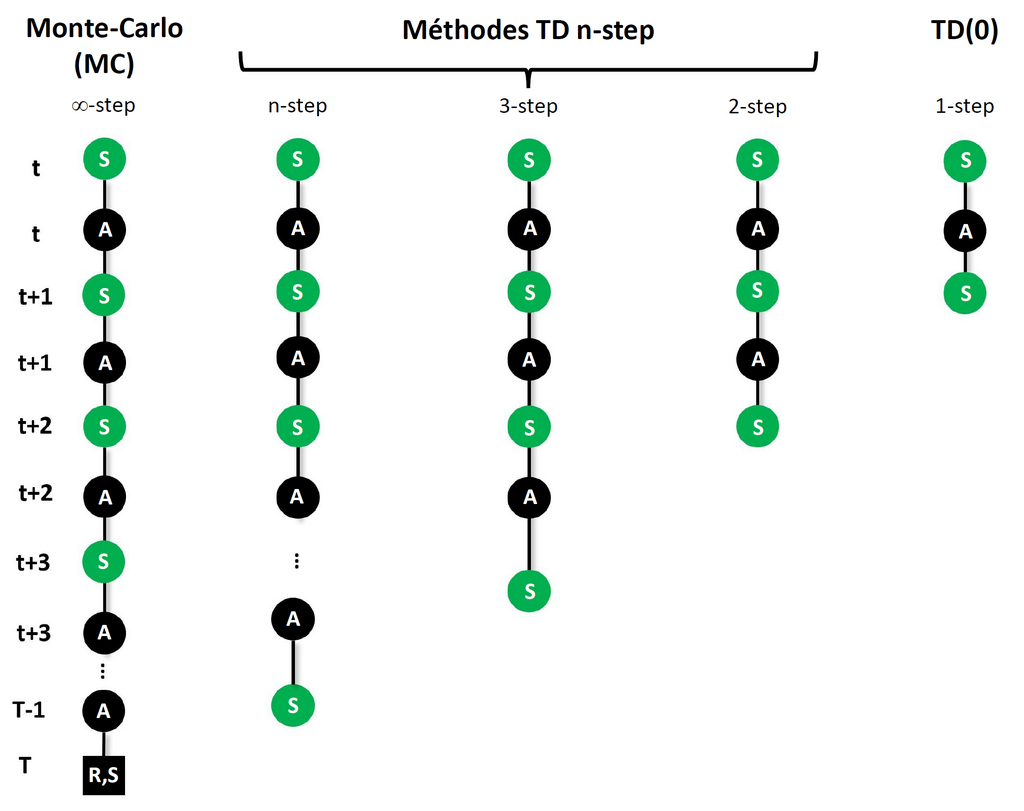 Monte-Carlo
(MC)
Méthodes TD n-step
TD(0)
∞-step
n-step
3-step
2-step
1-step
t
S
S
S
S
S
t
A
A
A
A
A
t+1
S
S
S
S
S
t+1
A
A
A
A
t+2
S
S
S
S
t+2
A
A
A
t+3
S
⋮
S
t+3
A
A
⋮
T-1
A
S
T
R,S